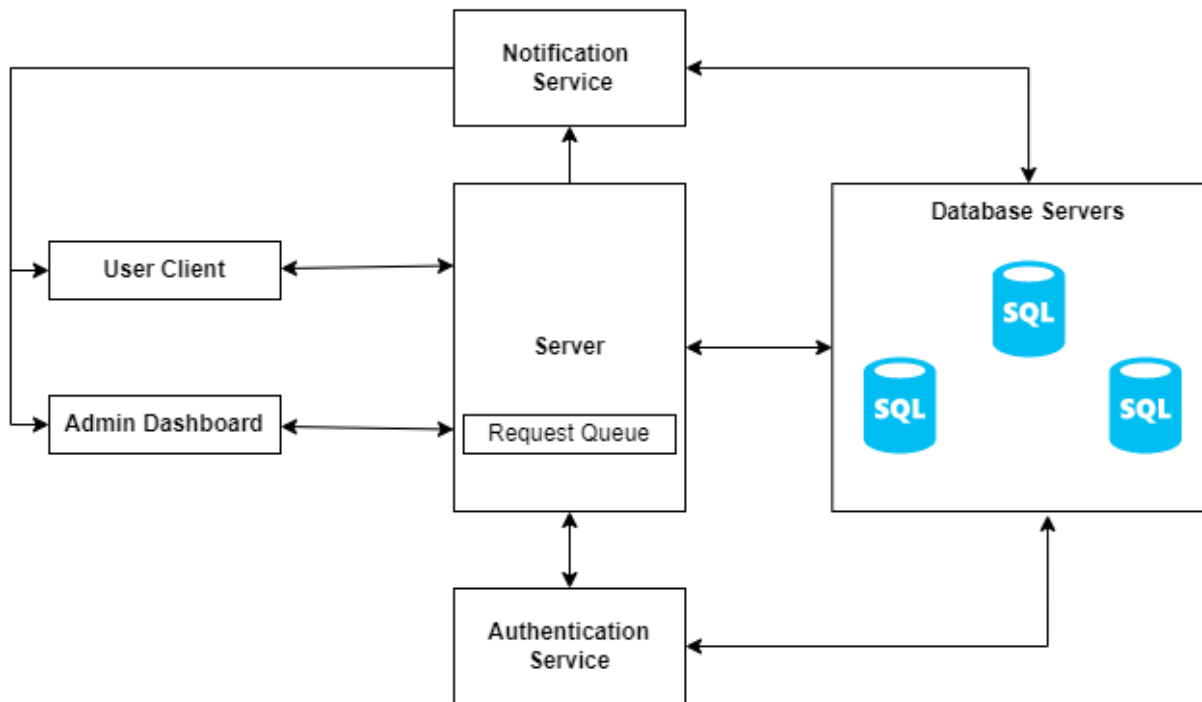 Notification
Service
Database Servers
User Client
SQL
Server
SQL
SQL
Admin Dashboard
Request Queue
Authentication
Service